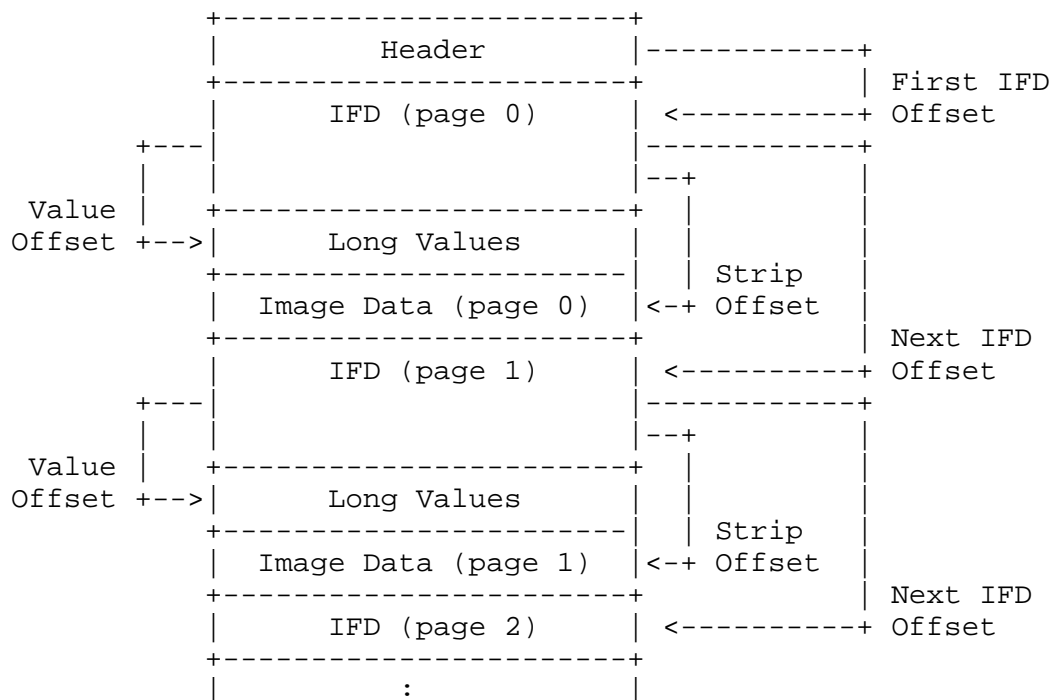 Header
First IFD
IFD (page 0) Offset
Value
Offset Long Values
Strip
Image Data (page 0) Offset
Next IFD
IFD (page 1) Offset
Value
Offset Long Values
Strip
Image Data (page 1) Offset
Next IFD
IFD (page 2) Offset
: